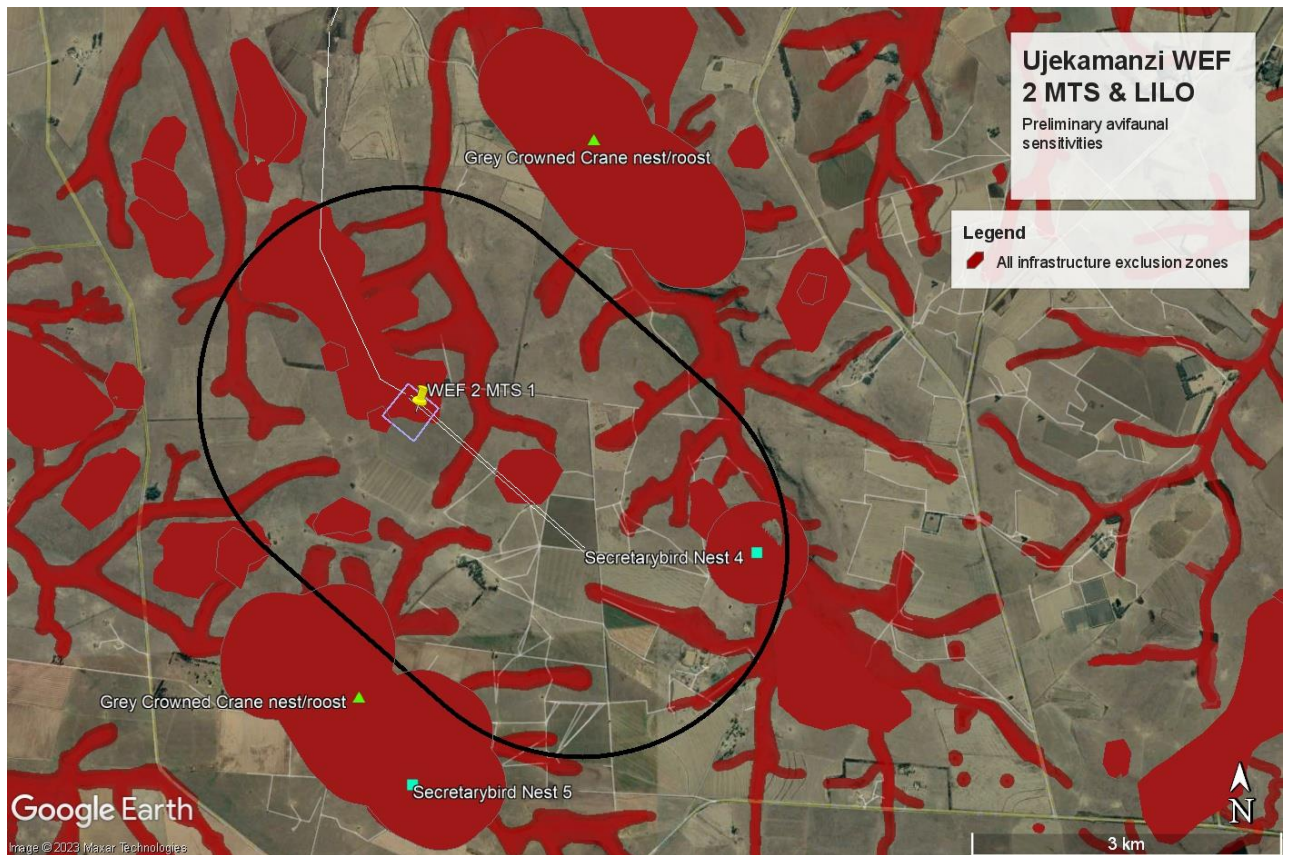 Ujekamanzi WEF
2 MTS & LILO
Preliminary avifaunal
sensitivities
Grey Crowned Crane nest/roost
Legend
All infrastructure exclusion zones
WEF 2 MTS 1
Secretarybird Nest 4
Grey Crowned Crane nest/roost
Secretarybird Nest 5
Google Earth
N
3 km
Image © 2023 Maxar Technologies